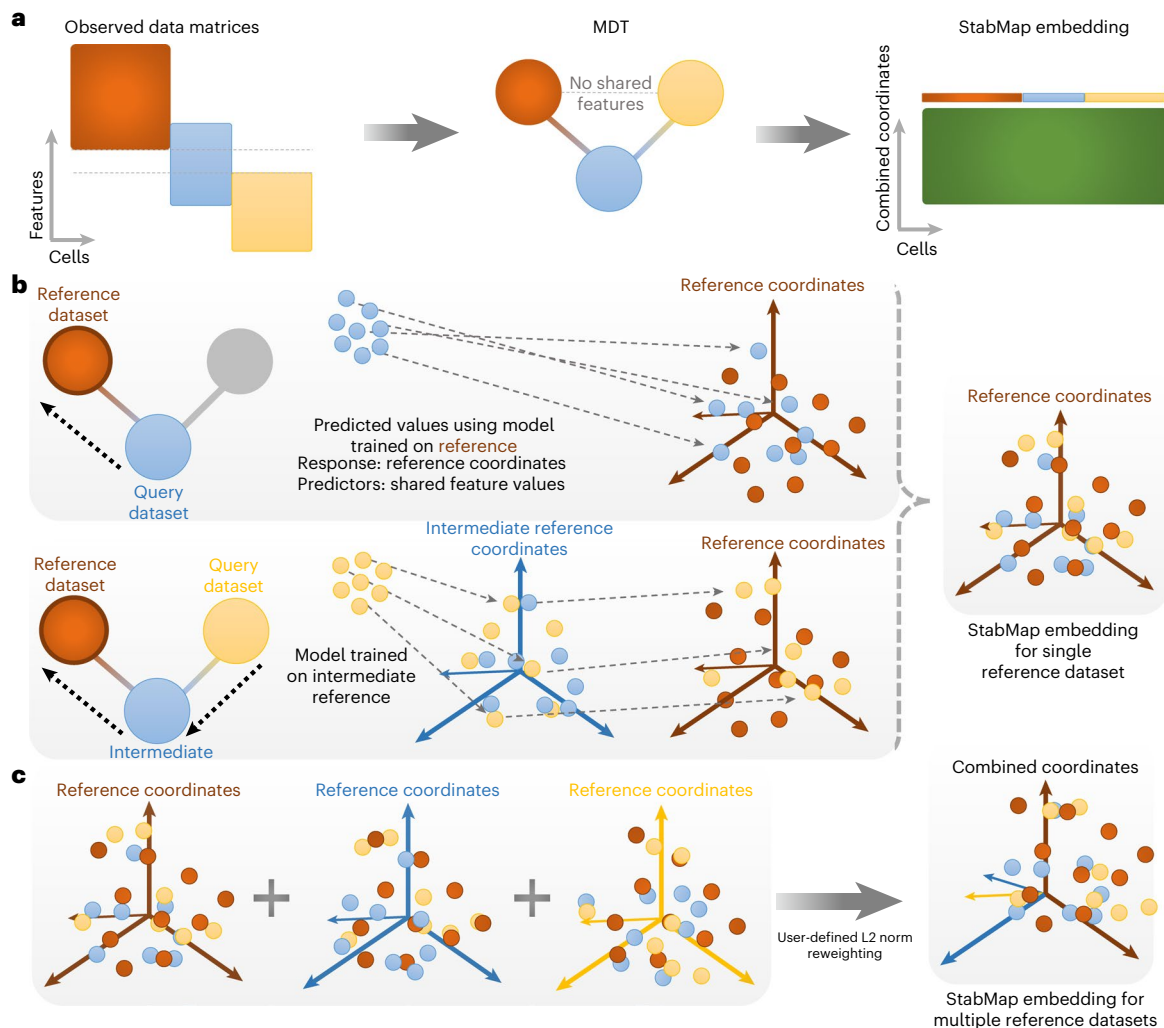 a
Observed data matrices
MDT
StabMap embedding
Features
Cells
No shared
features
Combined coordinates
Cells
b
Reference
dataset
Query
dataset
Predicted values using model
trained on reference
Response: reference coordinates
Predictors: shared feature values
Reference coordinates
Reference
dataset
Query
dataset
Intermediate
Model trained
on intermediate
reference
Intermediate reference
coordinates
Reference coordinates
Reference coordinates
StabMap embedding
for single
reference dataset
c
Reference coordinates
+
Reference coordinates
+
Reference coordinates
User-defined L2 norm
reweighting
Combined coordinates
StabMap embedding for
multiple reference datasets